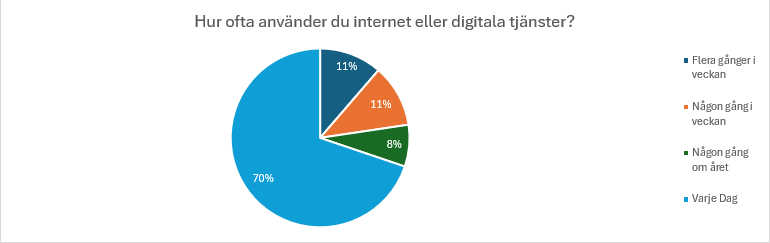 Hur ofta använder du internet eller digitala tjänster?
11%
11%
8%
70%
Flera gånger i
veckan
Någon gång i
veckan
Någon gång
om året
Varje Dag